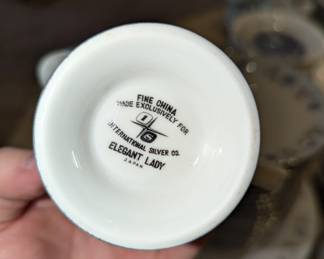 FINE CHINA
MADE EXCLUSIVELY FOR
I S
INTERNATIONAL SILVER CO.
ELEGANT LADY
JAPAN